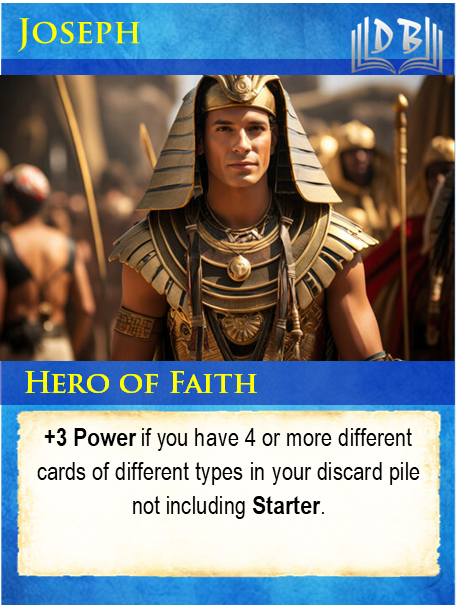 Joseph
DB
Hero of Faith
+3 Power if you have 4 or more different
cards of different types in your discard pile
not including Starter.